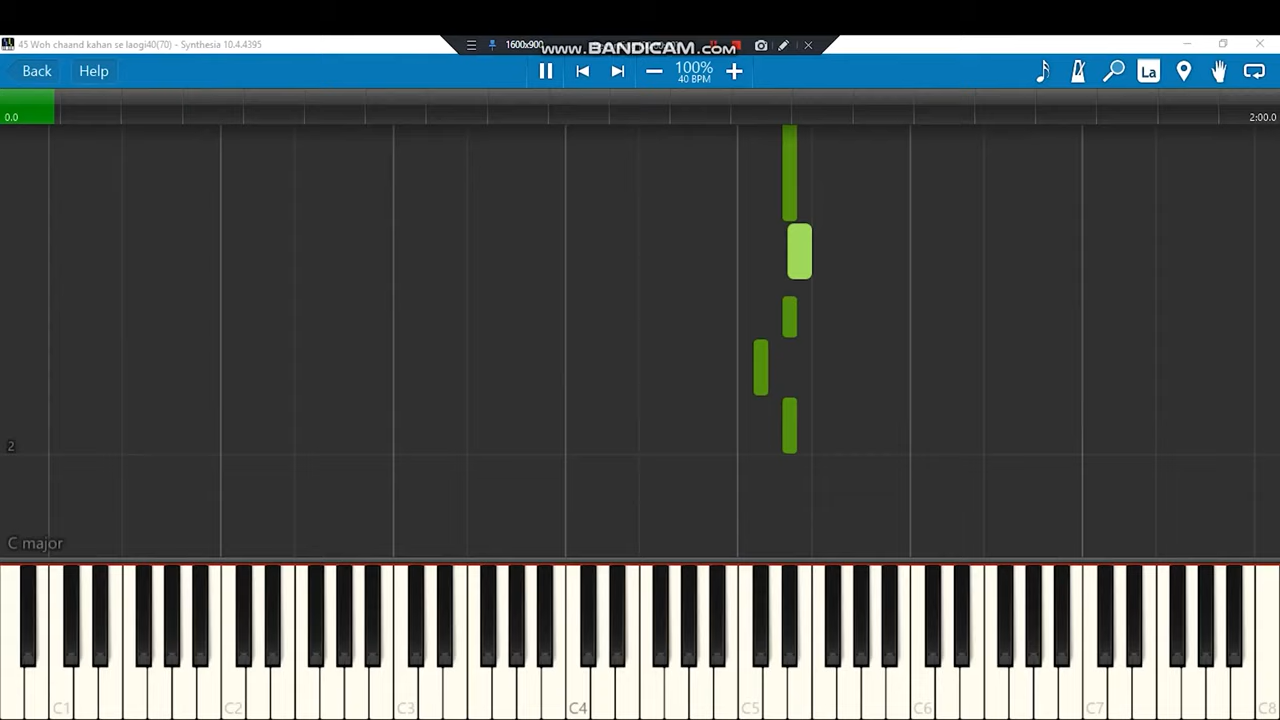 45 Woh chaand kahan se laogi40(70) - Synthesia 10.4.4395
1600x900
www.BANDICAM.com
Back
Help
100%
40 BPM
La
0.0
2:00.0
2
C major
C1
C2
C3
C4
C5
C6
C7
C8